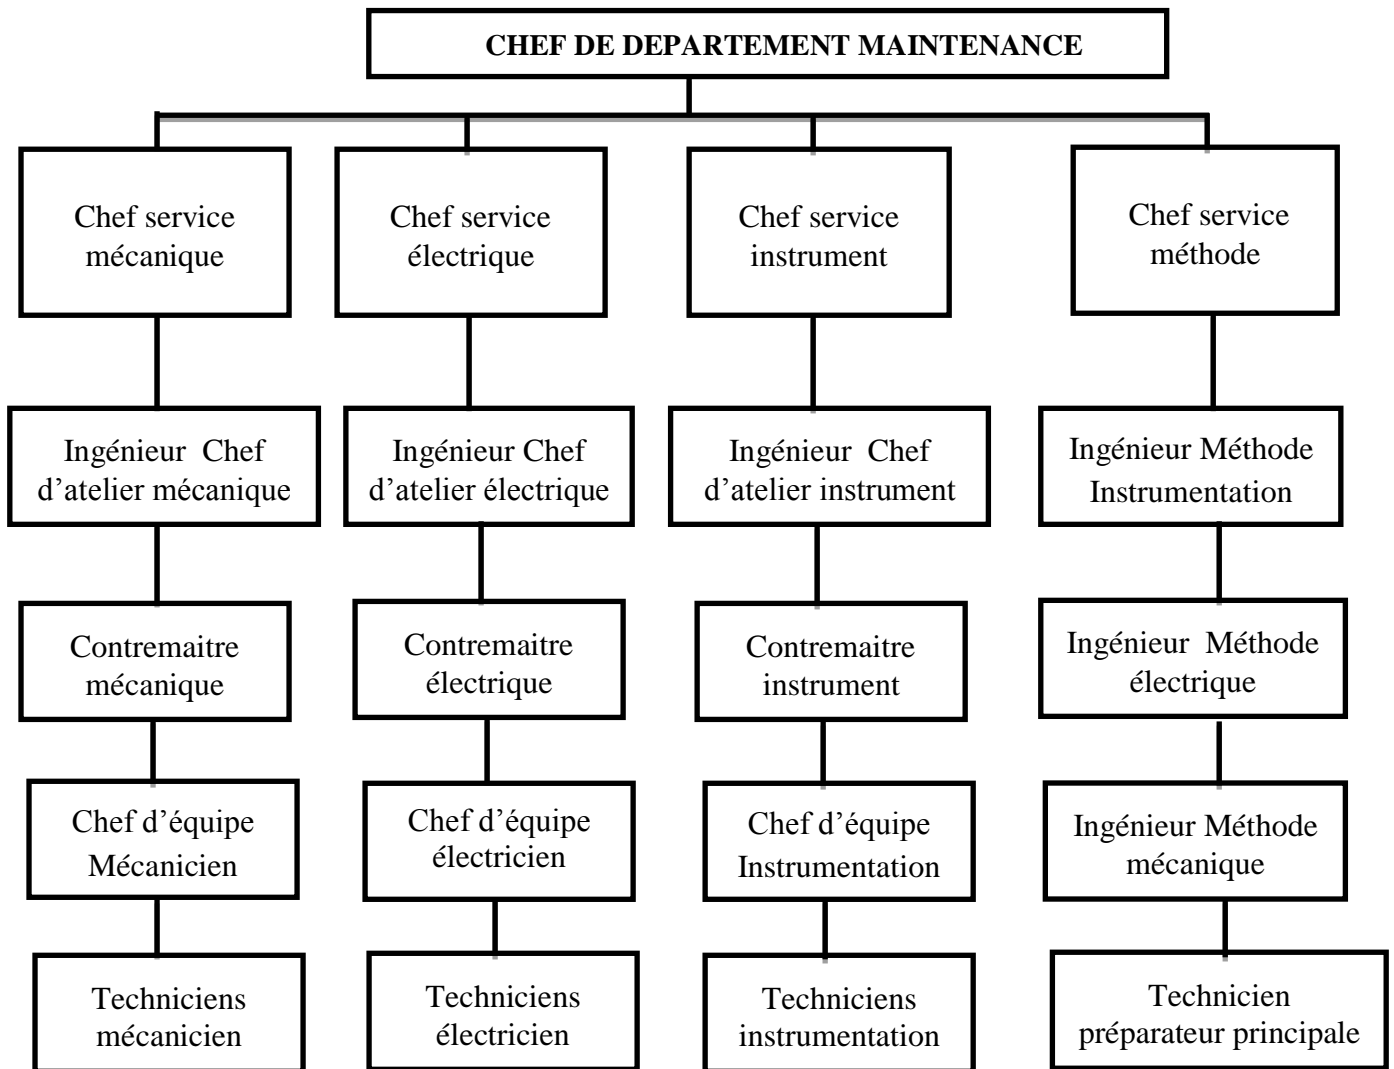 CHEF DE DEPARTEMENT MAINTENANCE
Chef service
mécanique
Chef service
électrique
Chef service
instrument
Chef service
méthode
Ingénieur Chef
d’atelier mécanique
Ingénieur Chef
d’atelier électrique
Ingénieur Chef
d’atelier instrument
Ingénieur Méthode
Instrumentation
Contremaitre
mécanique
Contremaitre
électrique
Contremaitre
instrument
Ingénieur Méthode
électrique
Chef d’équipe
Mécanicien
Chef d’équipe
électricien
Chef d’équipe
Instrumentation
Ingénieur Méthode
mécanique
Techniciens
mécanicien
Techniciens
électricien
Techniciens
instrumentation
Technicien
préparateur principale